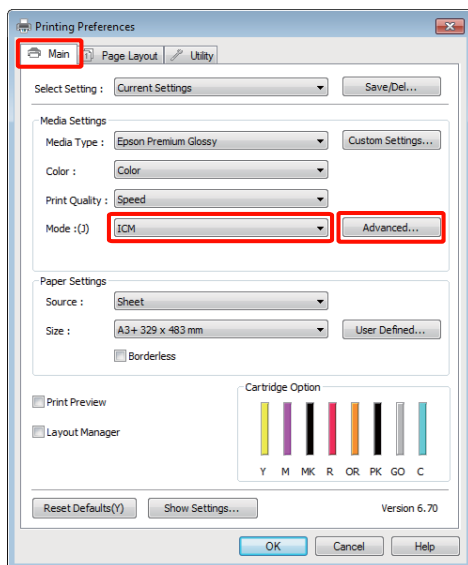 Printing Preferences
Main Page Layout Utility
Select Setting : Current Settings Save/Del...
Media Settings
Media Type : Epson Premium Glossy Custom Settings...
Color : Color
Print Quality : Speed
Mode :(J) ICM Advanced...
Paper Settings
Source : Sheet
Size : A3+ 329 x 483 mm User Defined...
Borderless
Cartridge Option
Print Preview
Layout Manager
Y M MK R OR PK GO C
Reset Defaults(Y) Show Settings... Version 6.70
OK Cancel Help